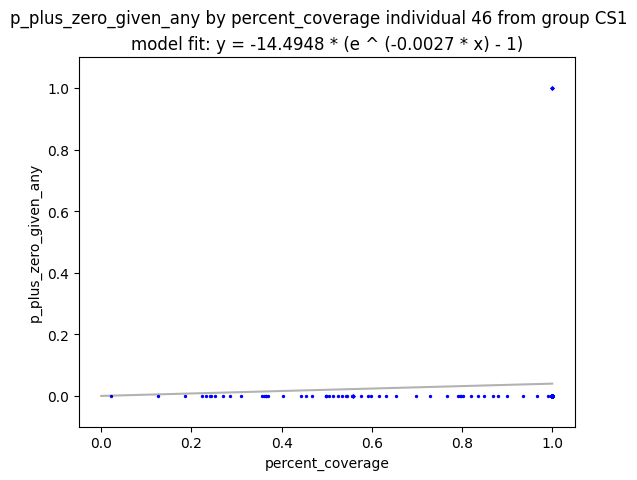 p_plus_zero_given_any by percent_coverage individual 46 from group CS1
model fit: y = -14.4948 * (e ^ (-0.0027 * x) - 1)
1.0
0.8
0.6
0.4
0.2
0.0
p_plus_zero_given_any
0.0 0.2 0.4 0.6 0.8 1.0
percent_coverage